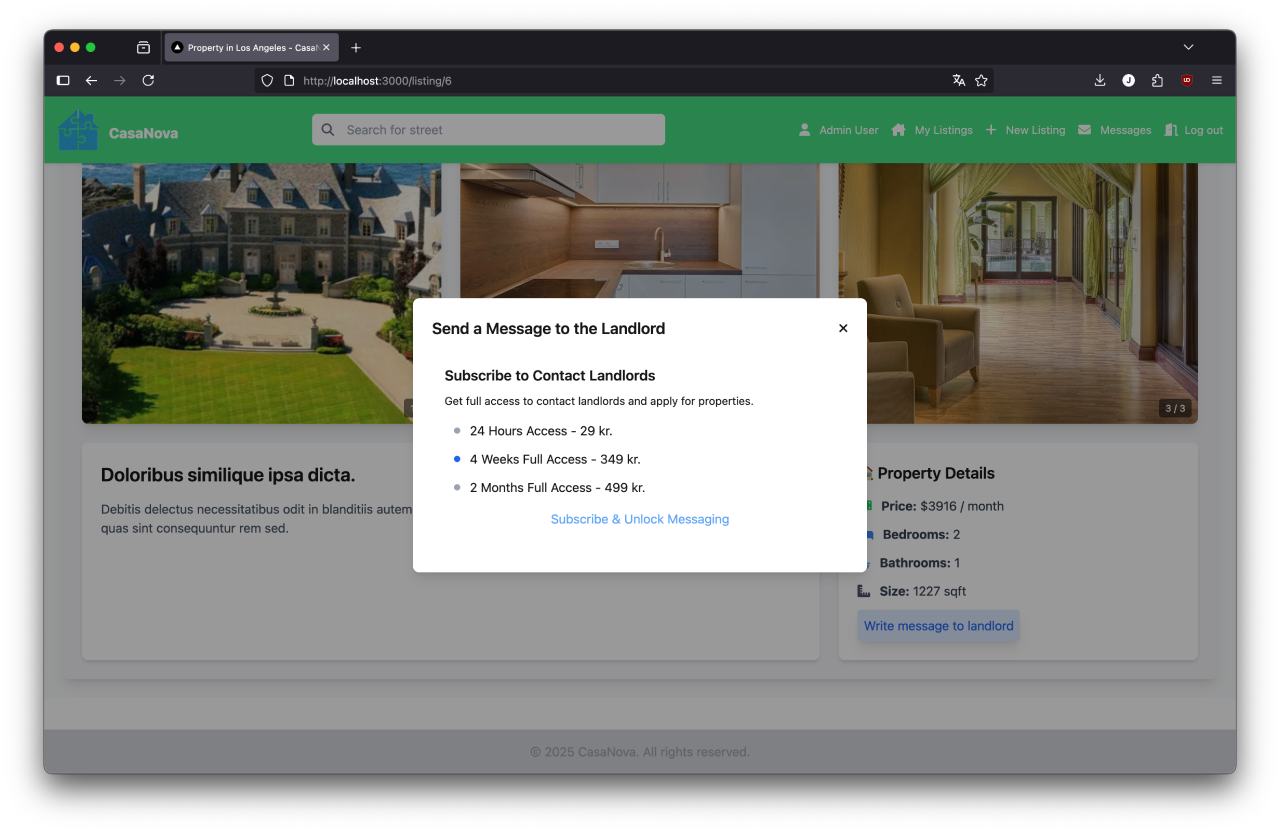 Property in Los Angeles - Casa
http://localhost:3000/listing/6
J
CasaNova
Search for street
Admin User
My Listings
New Listing
Messages
Log out
3 / 3
Send a Message to the Landlord
Subscribe to Contact Landlords
Get full access to contact landlords and apply for properties.
24 Hours Access - 29 kr.
4 Weeks Full Access - 349 kr.
2 Months Full Access - 499 kr.
Subscribe & Unlock Messaging
Doloribus similique ipsa dicta.
Debitis delectus necessitatibus odit in blanditiis autem
quas sint consequuntur rem sed.
Property Details
Price: $3916 / month
Bedrooms: 2
Bathrooms: 1
Size: 1227 sqft
Write message to landlord
© 2025 CasaNova. All rights reserved.